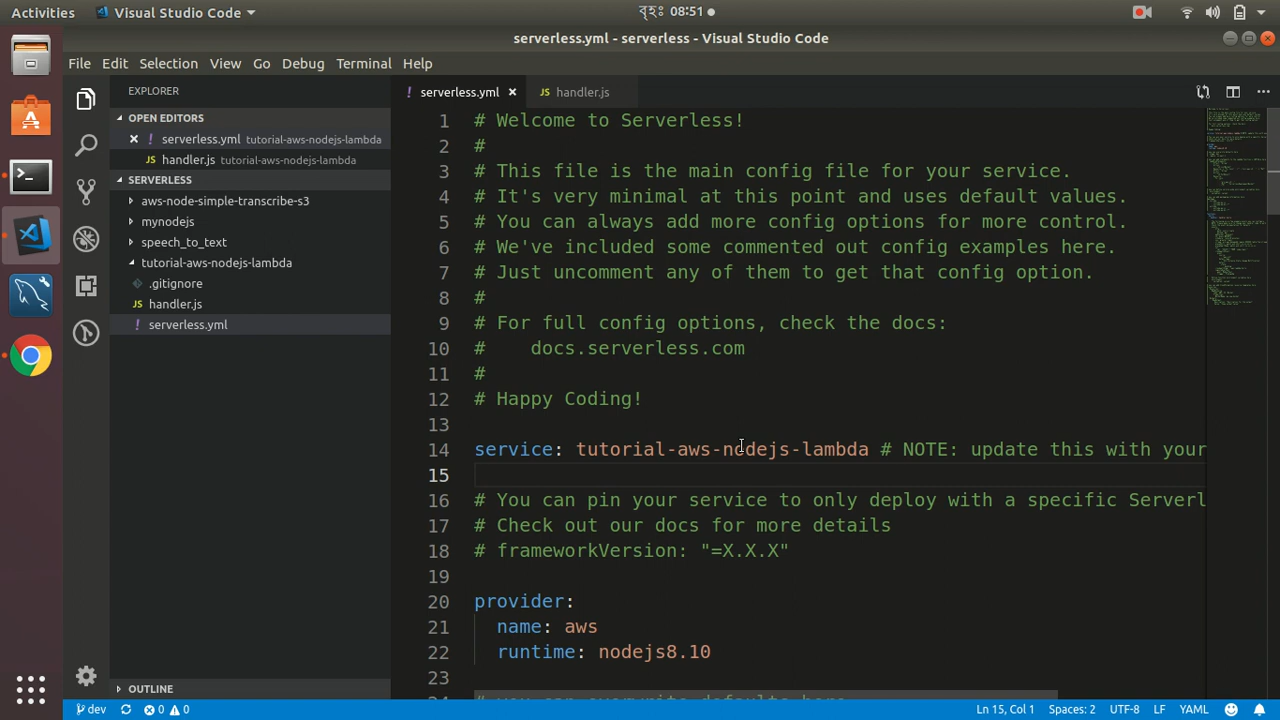 Activities
Visual Studio Code
বৃহঃ 08:51
serverless.yml - serverless - Visual Studio Code
File Edit Selection View Go Debug Terminal Help
EXPLORER
OPEN EDITORS
serverless.yml tutorial-aws-nodejs-lambda
handler.js tutorial-aws-nodejs-lambda
SERVERLESS
aws-node-simple-transcribe-s3
mynodejs
speech_to_text
tutorial-aws-nodejs-lambda
.gitignore
JS handler.js
! serverless.yml
OUTLINE
! serverless.yml
JS handler.js
1 # Welcome to Serverless!
2 #
3 # This file is the main config file for your service.
4 # It's very minimal at this point and uses default values.
5 # You can always add more config options for more control.
6 # We've included some commented out config examples here.
7 # Just uncomment any of them to get that config option.
8 #
9 # For full config options, check the docs:
10 #    docs.serverless.com
11 #
12 # Happy Coding!
13
14 service: tutorial-aws-nodejs-lambda # NOTE: update this with your
15
16 # You can pin your service to only deploy with a specific Serverl
17 # Check out our docs for more details
18 # frameworkVersion: "=X.X.X"
19
20 provider:
21   name: aws
22   runtime: nodejs8.10
23
dev 0 0
Ln 15, Col 1 Spaces: 2 UTF-8 LF YAML